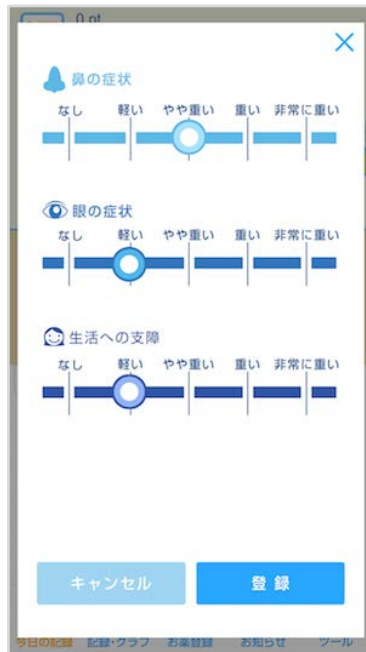 0 pt
鼻の症状
なし 軽い やや重い 重い 非常に重い
眼の症状
なし 軽い やや重い 重い 非常に重い
生活への支障
なし 軽い やや重い 重い 非常に重い
キャンセル 登録
今日の記録 記録・グラフ お薬登録 お知らせ ツール